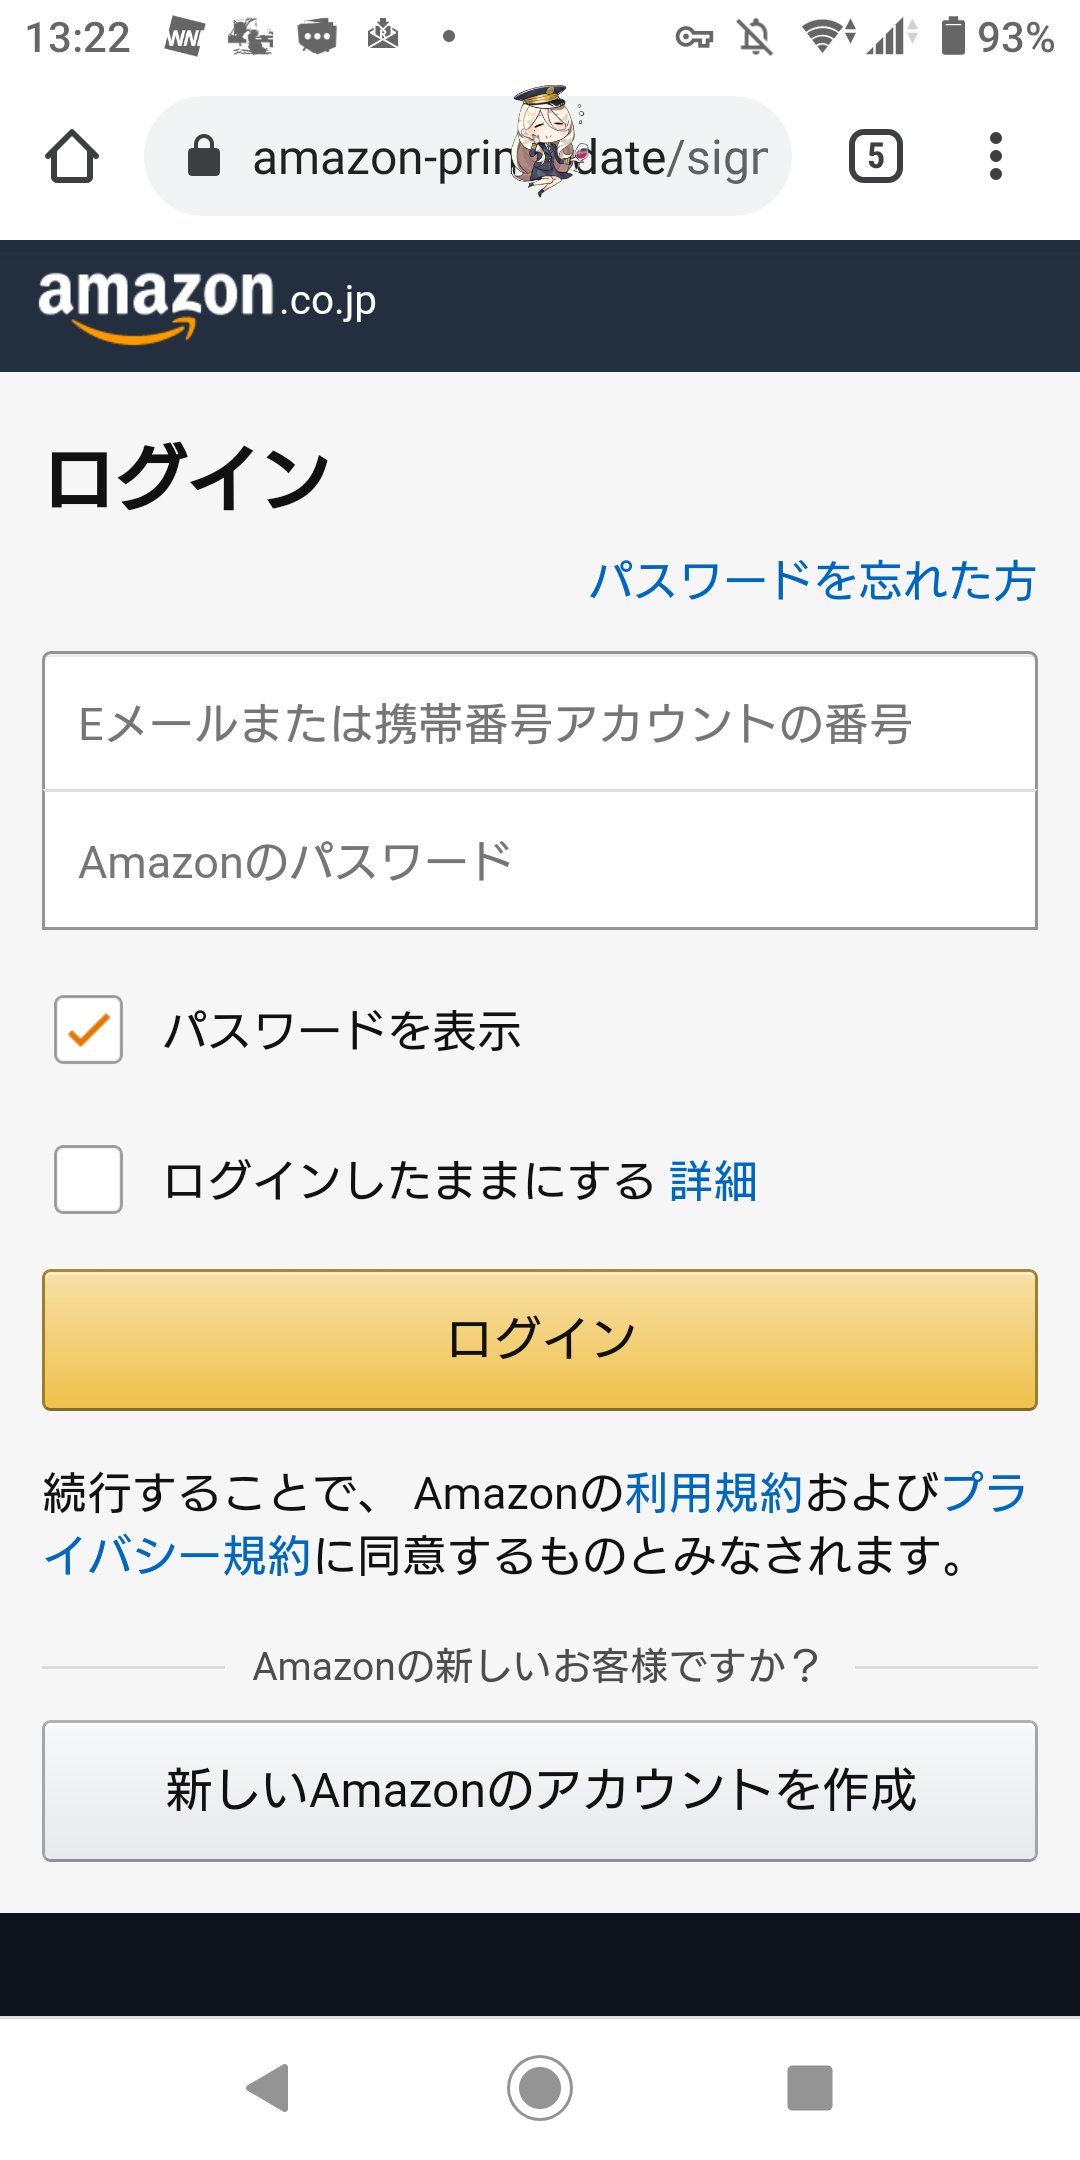 13:22 93%
amazon-prin date/sign 5
amazon.co.jp
ログイン
パスワードを忘れた方
Eメールまたは携帯番号アカウントの番号
Amazonのパスワード
パスワードを表示
ログインしたままにする 詳細
ログイン
続行することで、 Amazonの利用規約およびプラ
イバシー規約に同意するものとみなされます。
Amazonの新しいお客様ですか？
新しいAmazonのアカウントを作成